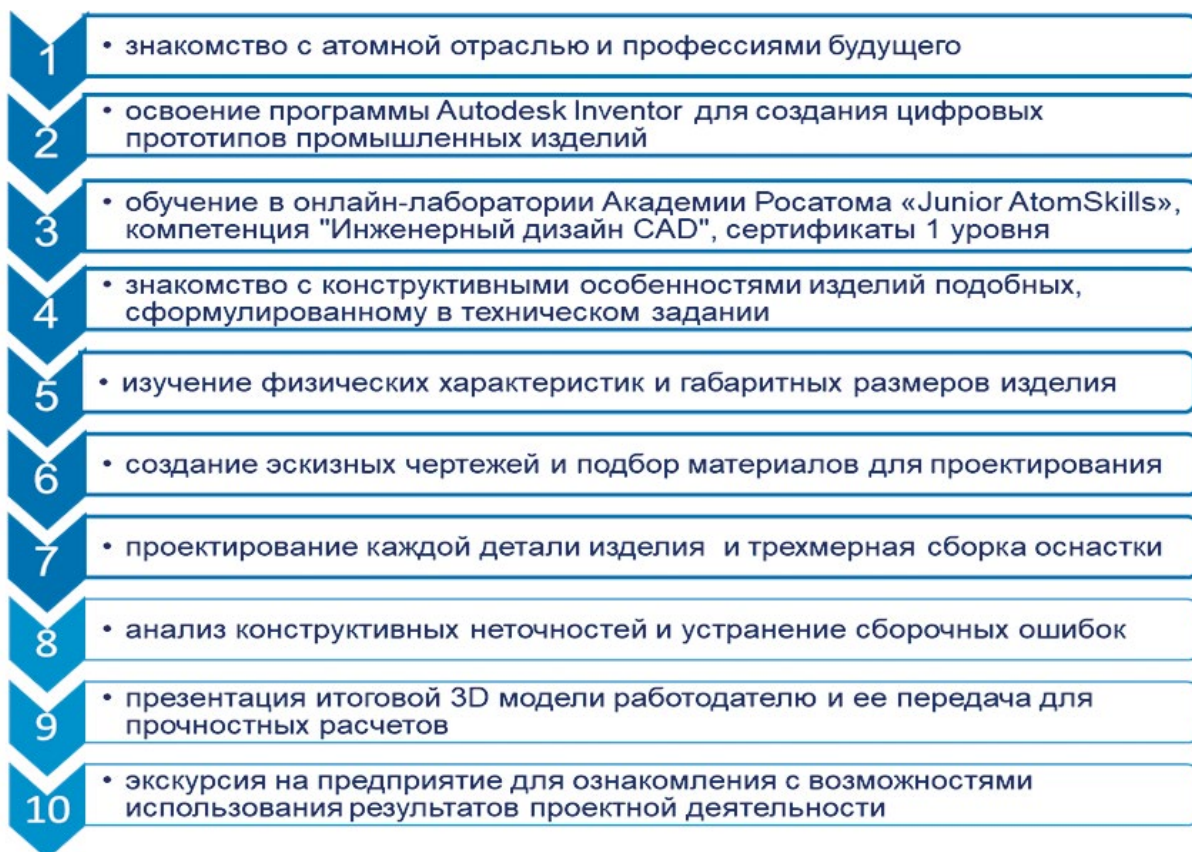 1
• знакомство с атомной отраслью и профессиями будущего
2
• освоение программы Autodesk Inventor для создания цифровых
прототипов промышленных изделий
3
• обучение в онлайн-лаборатории Академии Росатома «Junior AtomSkills»,
компетенция "Инженерный дизайн CAD", сертификаты 1 уровня
4
• знакомство с конструктивными особенностями изделий подобных,
сформулированному в техническом задании
5
• изучение физических характеристик и габаритных размеров изделия
6
• создание эскизных чертежей и подбор материалов для проектирования
7
• проектирование каждой детали изделия и трехмерная сборка оснастки
8
• анализ конструктивных неточностей и устранение сборочных ошибок
9
• презентация итоговой 3D модели работодателю и ее передача для
прочностных расчетов
10
• экскурсия на предприятие для ознакомления с возможностями
использования результатов проектной деятельности